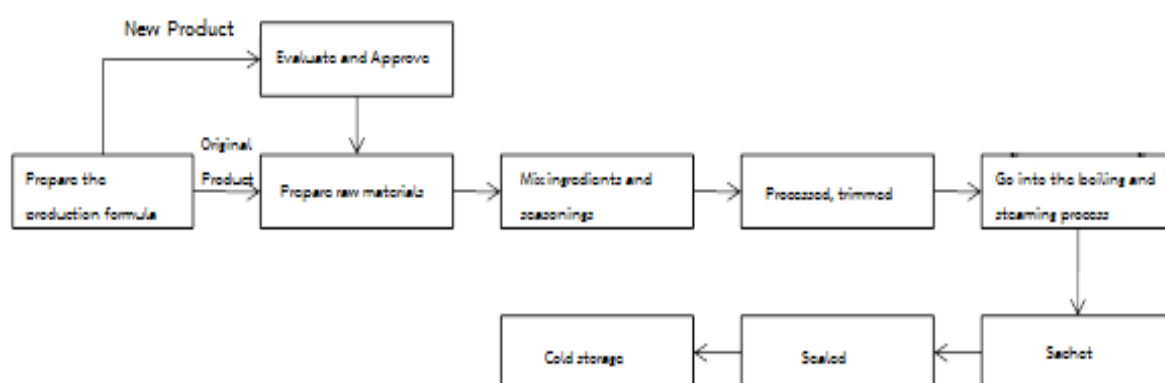 New Product
Evaluate and Approve
Original
Product
Prepare the
production formula
Prepare raw materials
Mix ingredients and
seasonings
Processed, trimmed
Go into the boiling and
steaming process
Sachet
Sealed
Cold storage